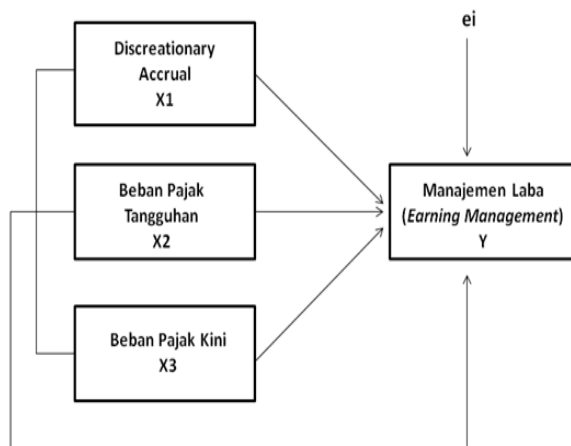 ei
Discreationary
Accrual
X1
Beban Pajak
Tangguhan
X2
Manajemen Laba
(Earning Management)
Y
Beban Pajak Kini
X3